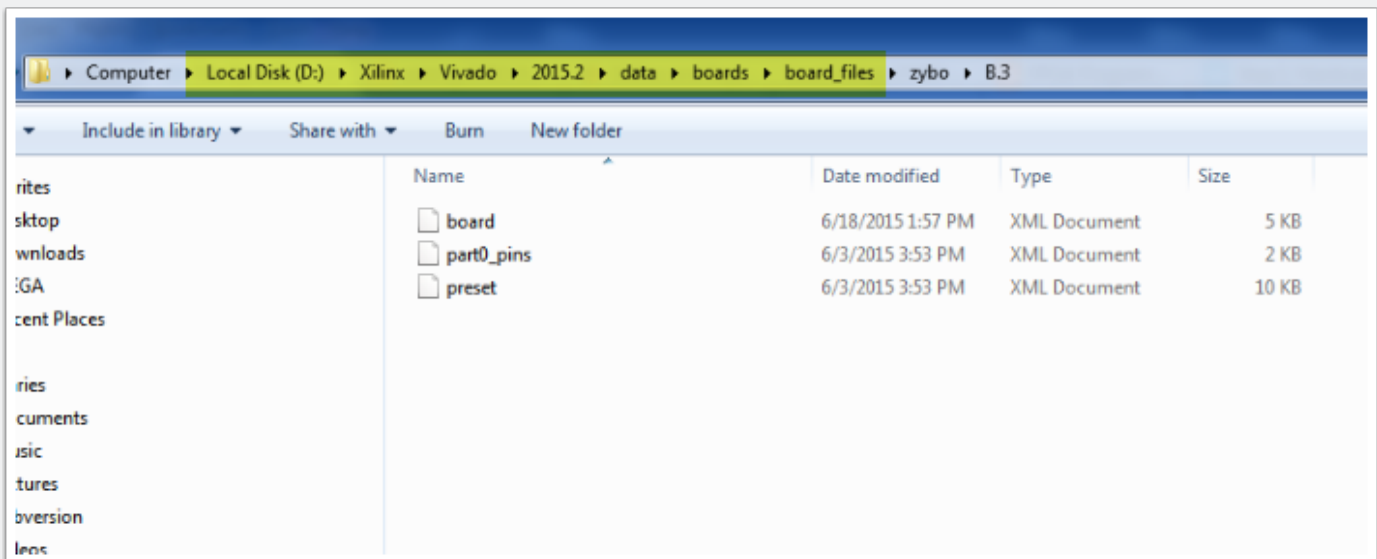 Computer Local Disk (D:) Xilinx Vivado 2015.2 data boards board_files zybo B.3
Include in library Share with Burn New folder
Name Date modified Type Size
board 6/18/2015 1:57 PM XML Document 5 KB
part0_pins 6/3/2015 3:53 PM XML Document 2 KB
preset 6/3/2015 3:53 PM XML Document 10 KB
rites
sktop
wnloads
EGA
cent Places
ries
cuments
usic
tures
bversion
leos